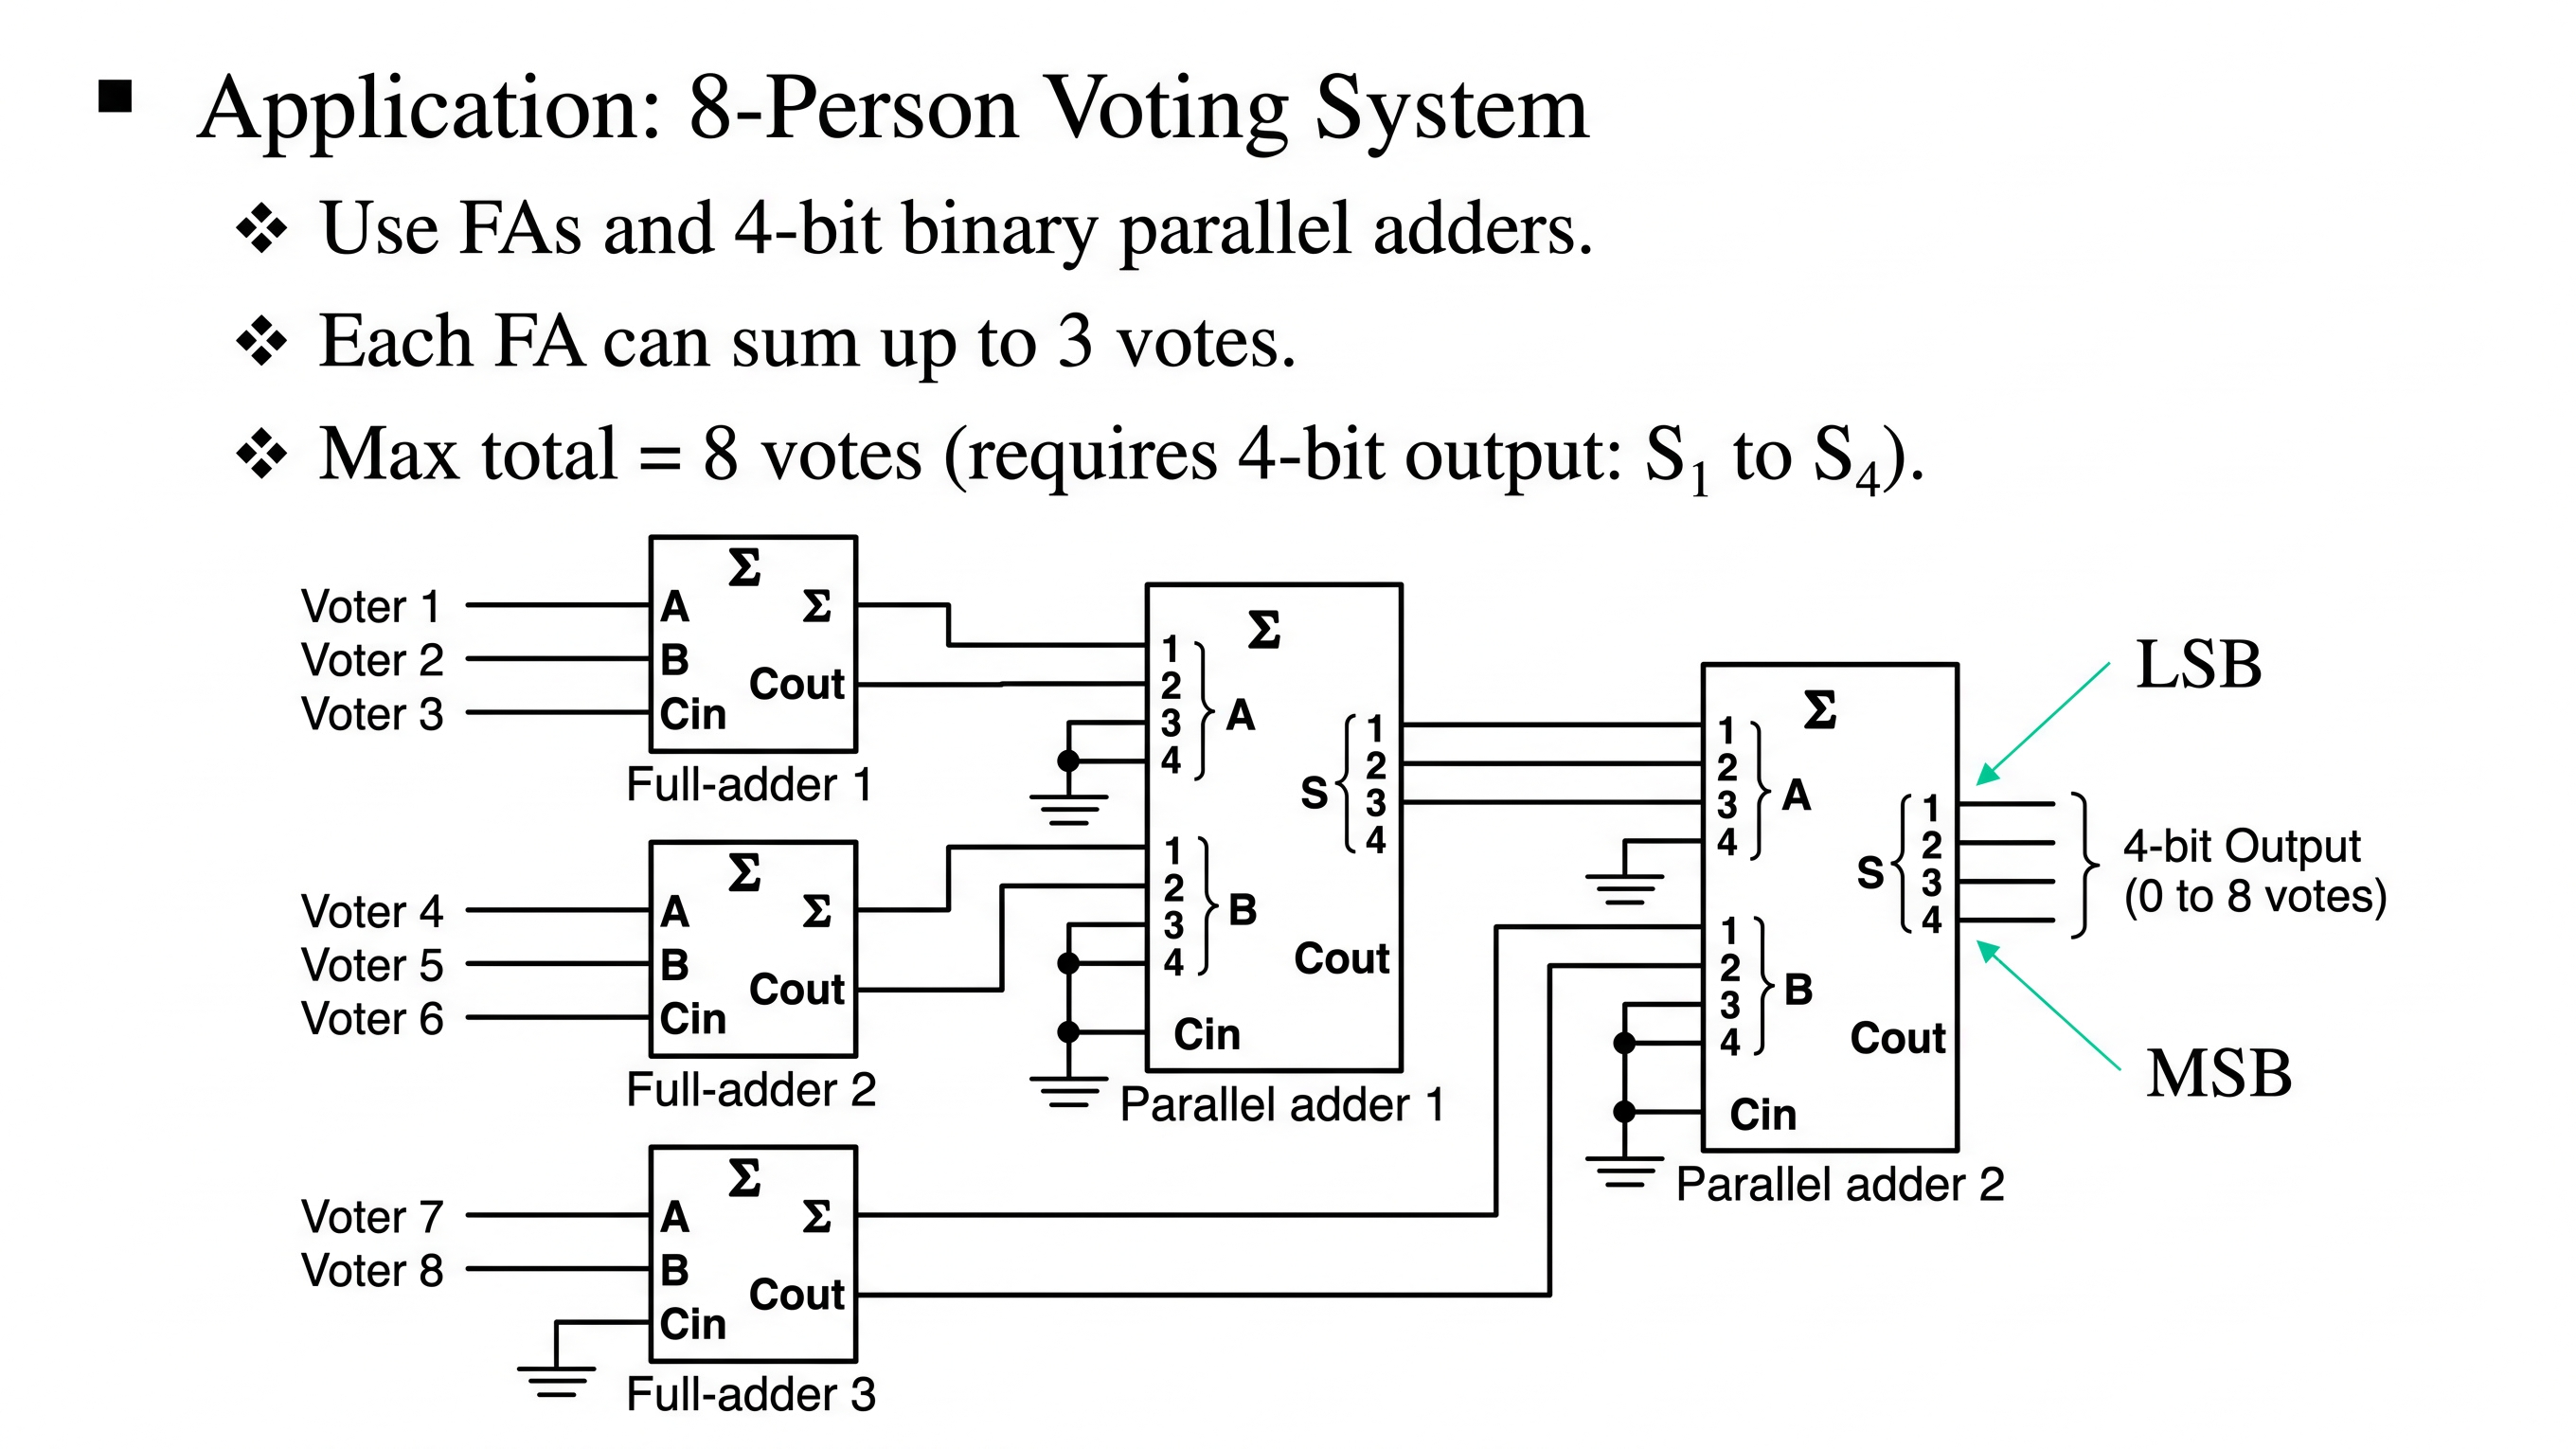 ■ Application: 8-Person Voting System
❖ Use FAs and 4-bit binary parallel adders.
❖ Each FA can sum up to 3 votes.
❖ Max total = 8 votes (requires 4-bit output: S₁ to S₄).
Voter 1
Voter 2
Voter 3
Σ
A
B
Cin
Σ
Cout
Full-adder 1
Voter 4
Voter 5
Voter 6
Σ
A
B
Cin
Σ
Cout
Full-adder 2
Voter 7
Voter 8
Σ
A
B
Cin
Σ
Cout
Full-adder 3
Σ
1
2
3
4
A
1
2
3
4
B
Cin
S
1
2
3
4
Cout
Parallel adder 1
Σ
1
2
3
4
A
1
2
3
4
B
Cin
S
1
2
3
4
Cout
Parallel adder 2
LSB
4-bit Output
(0 to 8 votes)
MSB